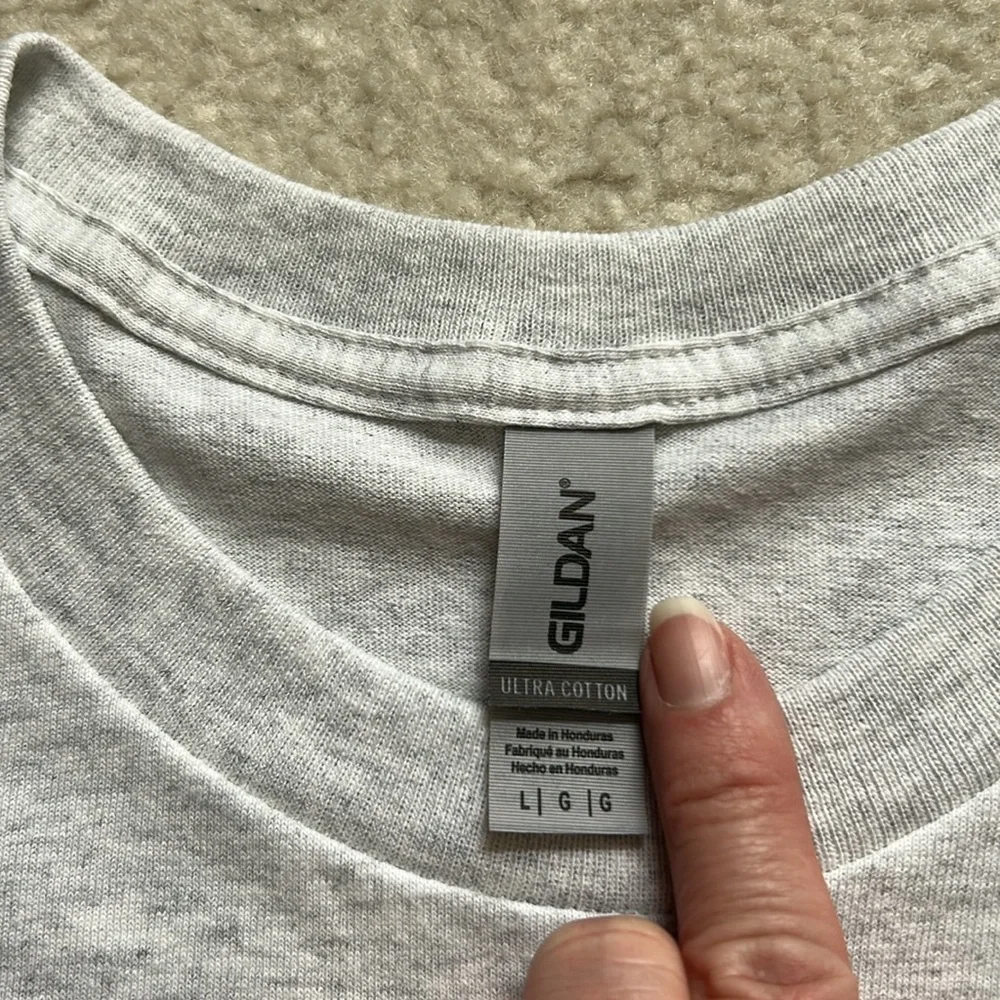 GILDAN®
ULTRA COTTON
Made in Honduras
Fabriqué au Honduras
Hecho en Honduras
L| G |G